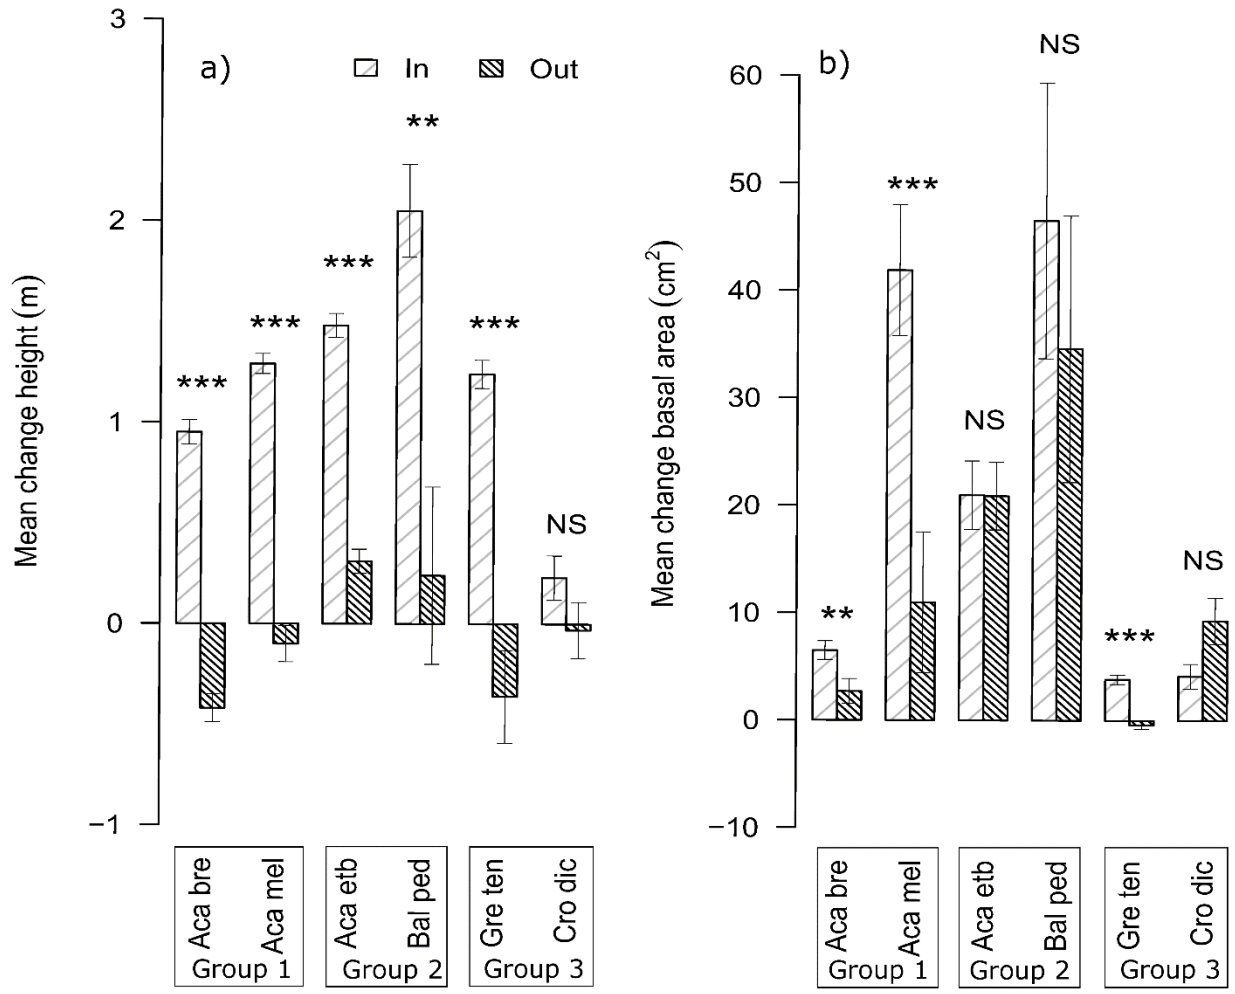 a)
In
Out
Mean change height (m)
3
2
1
0
−1
***
***
***
**
***
NS
Aca bre
Aca mel
Aca etb
Bal ped
Gre ten
Cro dic
Group 1
Group 2
Group 3
b)
Mean change basal area (cm²)
60
50
40
30
20
10
0
−10
**
***
NS
NS
***
NS
Aca bre
Aca mel
Aca etb
Bal ped
Gre ten
Cro dic
Group 1
Group 2
Group 3